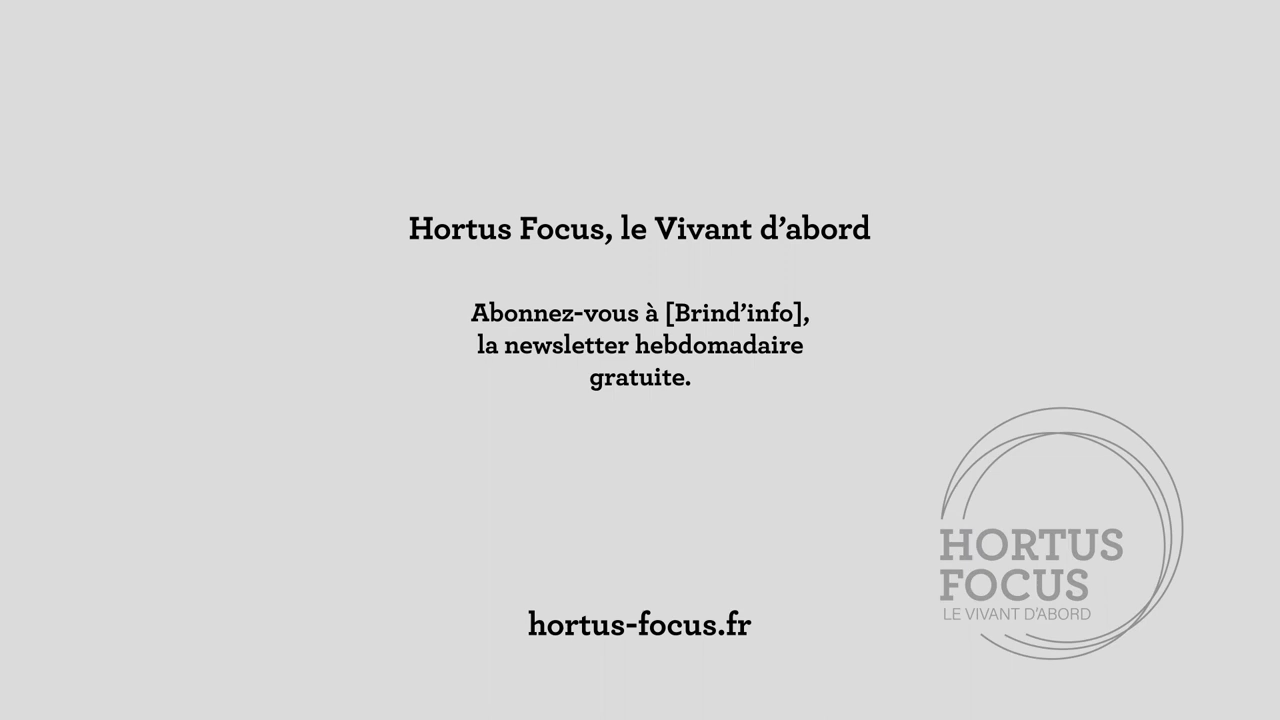 Hortus Focus, le Vivant d’abord
Abonnez-vous à [Brind’info],
la newsletter hebdomadaire
gratuite.
HORTUS
FOCUS
LE VIVANT D’ABORD
hortus-focus.fr